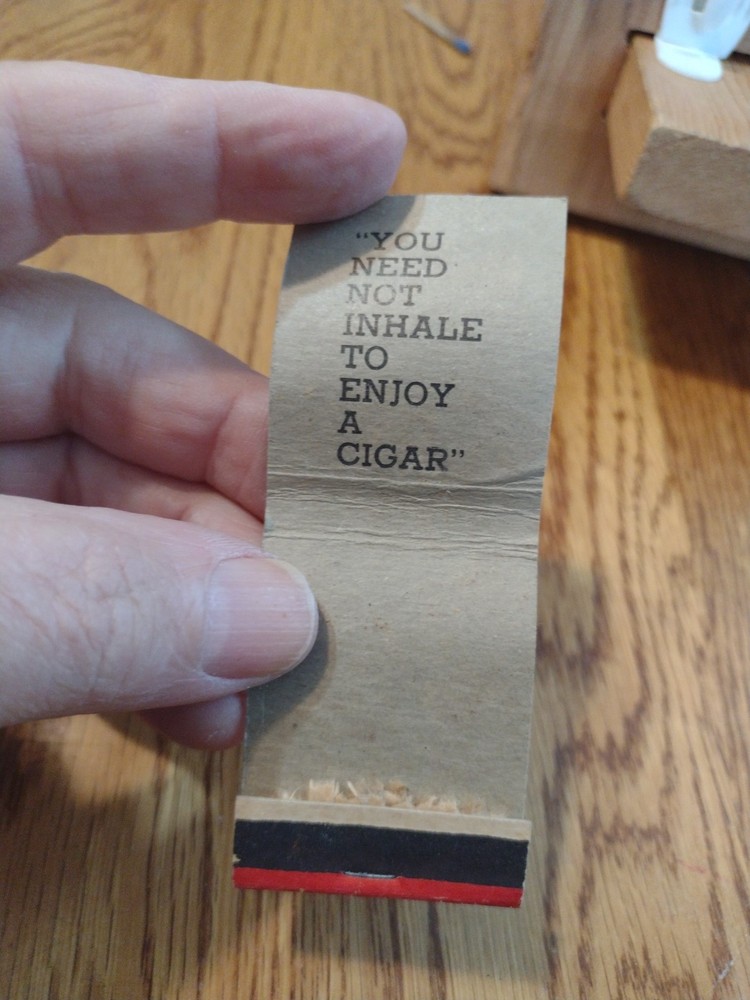 “YOU
NEED
NOT
INHALE
TO
ENJOY
A
CIGAR”